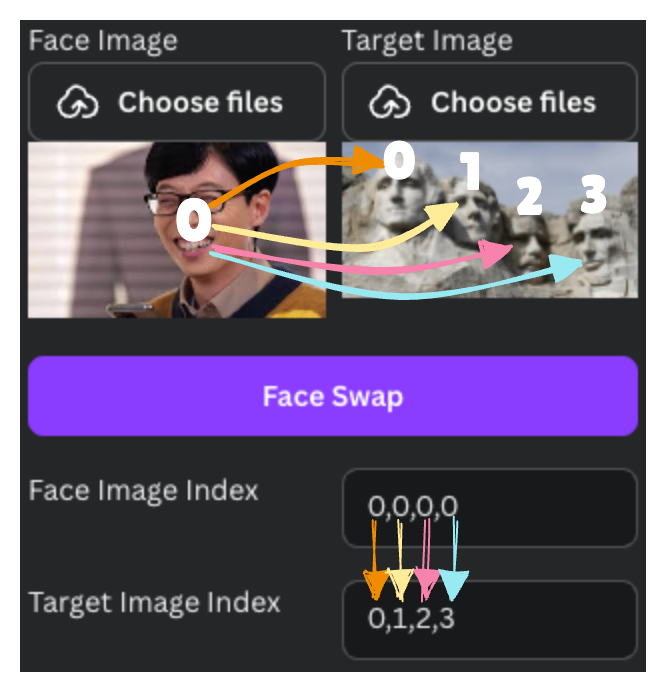 Face Image
Target Image
Choose files
Choose files
0
0
1
2
3
Face Swap
Face Image Index
0,0,0,0
Target Image Index
0,1,2,3